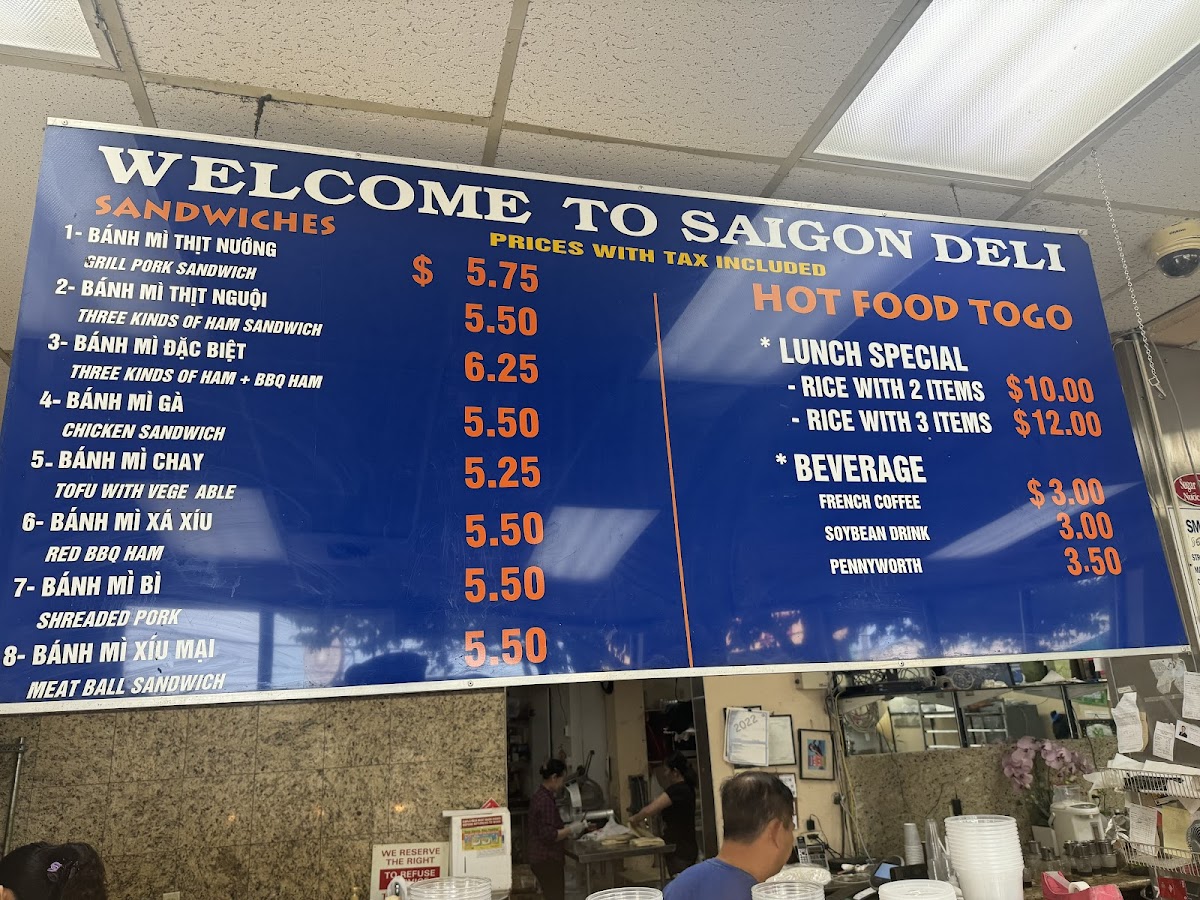 WELCOME TO SAIGON DELI
PRICES WITH TAX INCLUDED
SANDWICHES
1- BÁNH MÌ THỊT NƯỚNG
GRILL PORK SANDWICH
$ 5.75
2- BÁNH MÌ THỊT NGUỘI
THREE KINDS OF HAM SANDWICH
5.50
3- BÁNH MÌ ĐẶC BIỆT
THREE KINDS OF HAM + BBQ HAM
6.25
4- BÁNH MÌ GÀ
CHICKEN SANDWICH
5.50
5- BÁNH MÌ CHAY
TOFU WITH VEGE ABLE
5.25
6- BÁNH MÌ XÁ XÍU
RED BBQ HAM
5.50
7- BÁNH MÌ BÌ
SHREADED PORK
5.50
8- BÁNH MÌ XÍU MẠI
MEAT BALL SANDWICH
5.50
HOT FOOD TOGO
* LUNCH SPECIAL
- RICE WITH 2 ITEMS $10.00
- RICE WITH 3 ITEMS $12.00
* BEVERAGE
FRENCH COFFEE $3.00
SOYBEAN DRINK 3.00
PENNYWORTH 3.50
2022
WE RESERVE
THE RIGHT
TO REFUSE